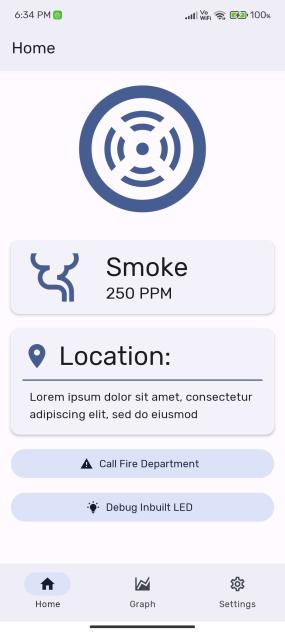 6:34 PM
Vo
WiFi
100%
Home
Smoke
250 PPM
Location:
Lorem ipsum dolor sit amet, consectetur
adipiscing elit, sed do eiusmod
Call Fire Department
Debug Inbuilt LED
Home
Graph
Settings